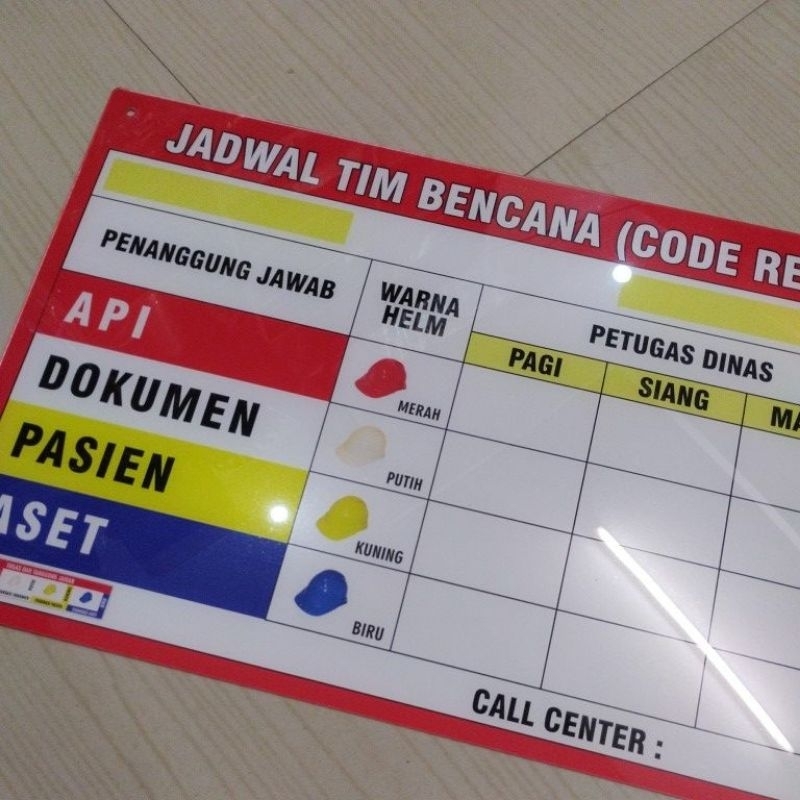 JADWAL TIM BENCANA (CODE RE
PENANGGUNG JAWAB
WARNA
HELM
PETUGAS DINAS
PAGI SIANG MA
API
MERAH
DOKUMEN
PUTIH
PASIEN
KUNING
ASET
BIRU
CALL CENTER :